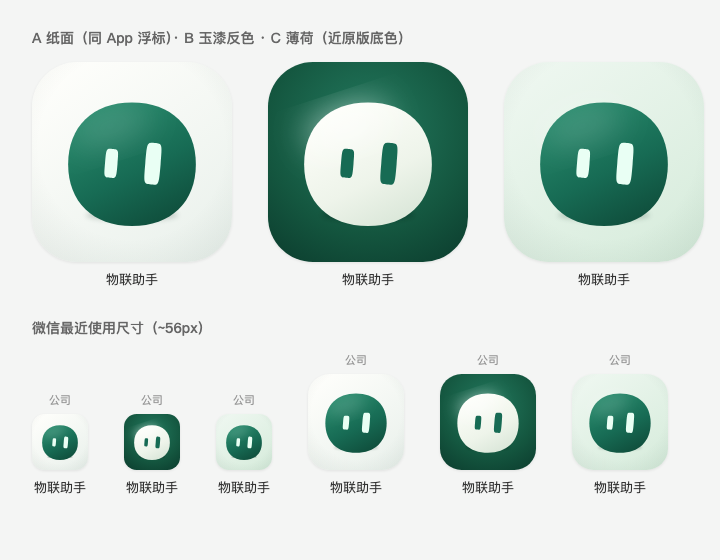 A 纸面（同 App 浮标）· B 玉漆反色 · C 薄荷（近原版底色）
物联助手 物联助手 物联助手
微信最近使用尺寸（~56px）
公司 公司 公司
公司 公司 公司
物联助手 物联助手 物联助手 物联助手 物联助手 物联助手